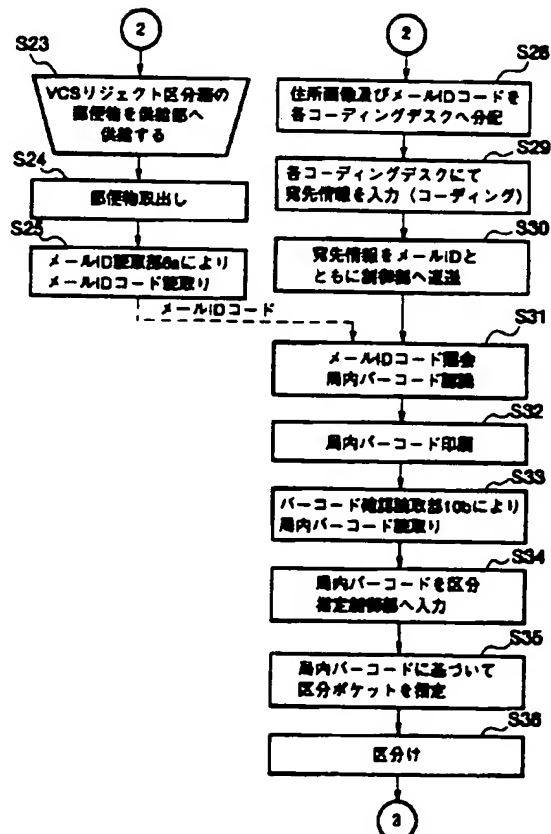 2
S23
VCSリジェクト区分函の
郵便物を供給部へ
供給する
S24
郵便物取出し
S25
メールID読取部6aにより
メールIDコード読取り
メールIDコード
2
S28
住所画像及びメールIDコードを
各コーディングデスクへ分配
S29
各コーディングデスクにて
宛先情報を入力(コーディング)
S30
宛先情報をメールIDと
ともに制御部へ返送
S31
メールIDコード照会
局内バーコード
S32
局内バーコード印刷
S33
バーコード確認読取部10bにより
局内バーコード読取り
S34
局内バーコードを区分
指定制御部へ入力
S35
局内バーコードに基づいて
区分ポケットを指定
S36
区分け
3